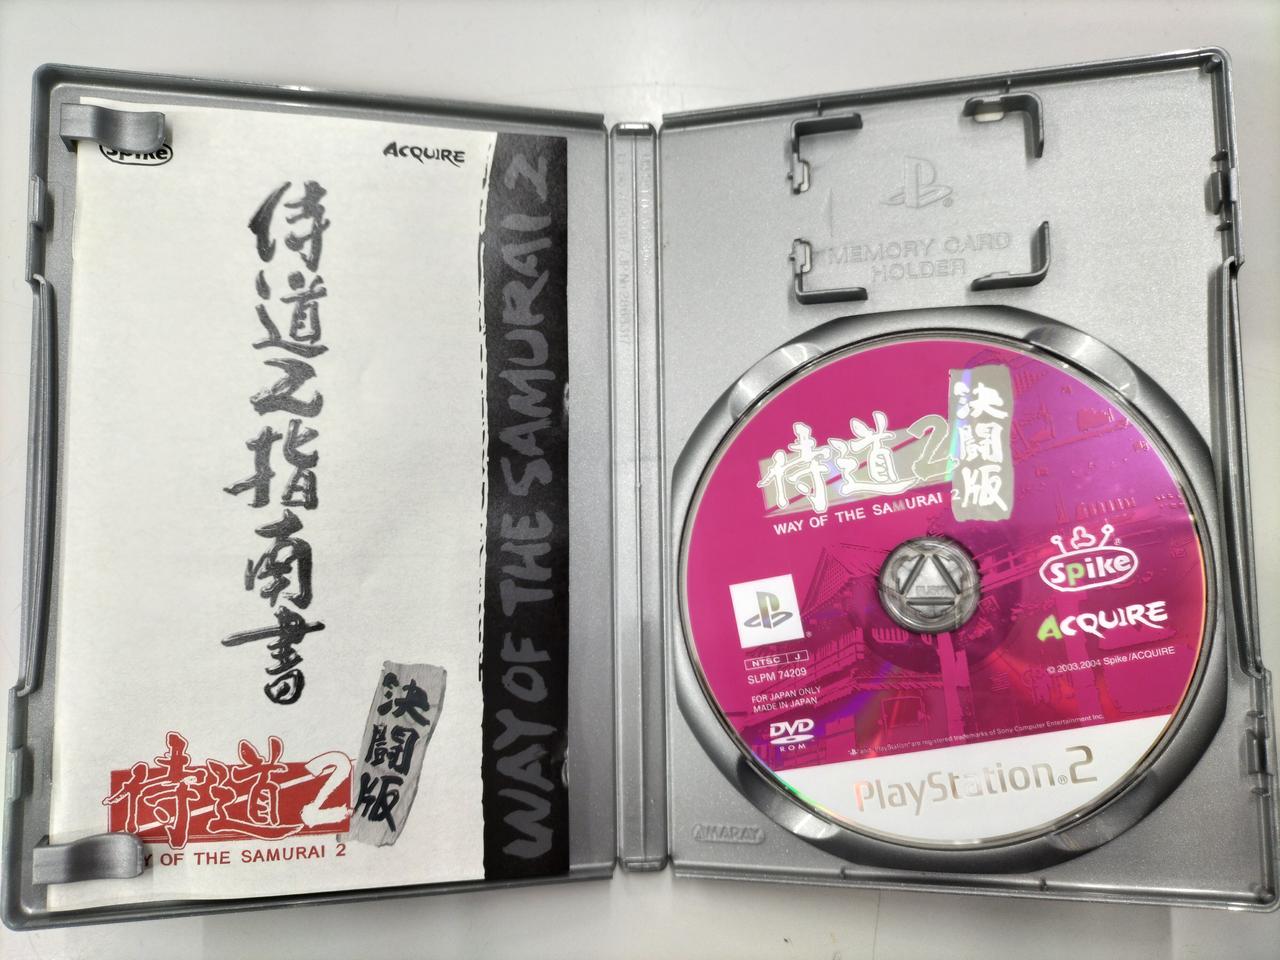 Spike
ACQUIRE
侍道之指南書
WAY OF THE SAMURAI 2
侍道2
決闘版
Y OF THE SAMURAI 2
MEMORY CARD
HOLDER
侍道2
決闘版
WAY OF THE SAMURAI 2
Spike
ACQUIRE
NTSC J
SLPM 74209
FOR JAPAN ONLY
MADE IN JAPAN
© 2003,2004 Spike/ACQUIRE
DVD
ROM
PlayStation®2
AMARAY